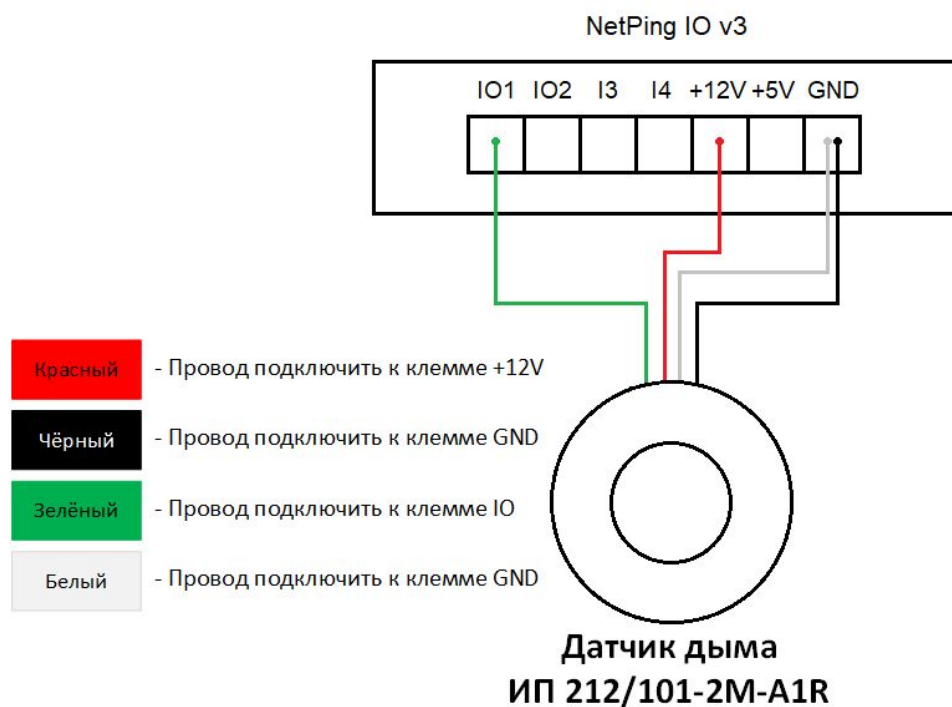 NetPing IO v3
IO1 IO2 I3 I4 +12V +5V GND
Красный - Провод подключить к клемме +12V
Чёрный - Провод подключить к клемме GND
Зелёный - Провод подключить к клемме IO
Белый - Провод подключить к клемме GND
Датчик дыма
ИП 212/101-2М-A1R